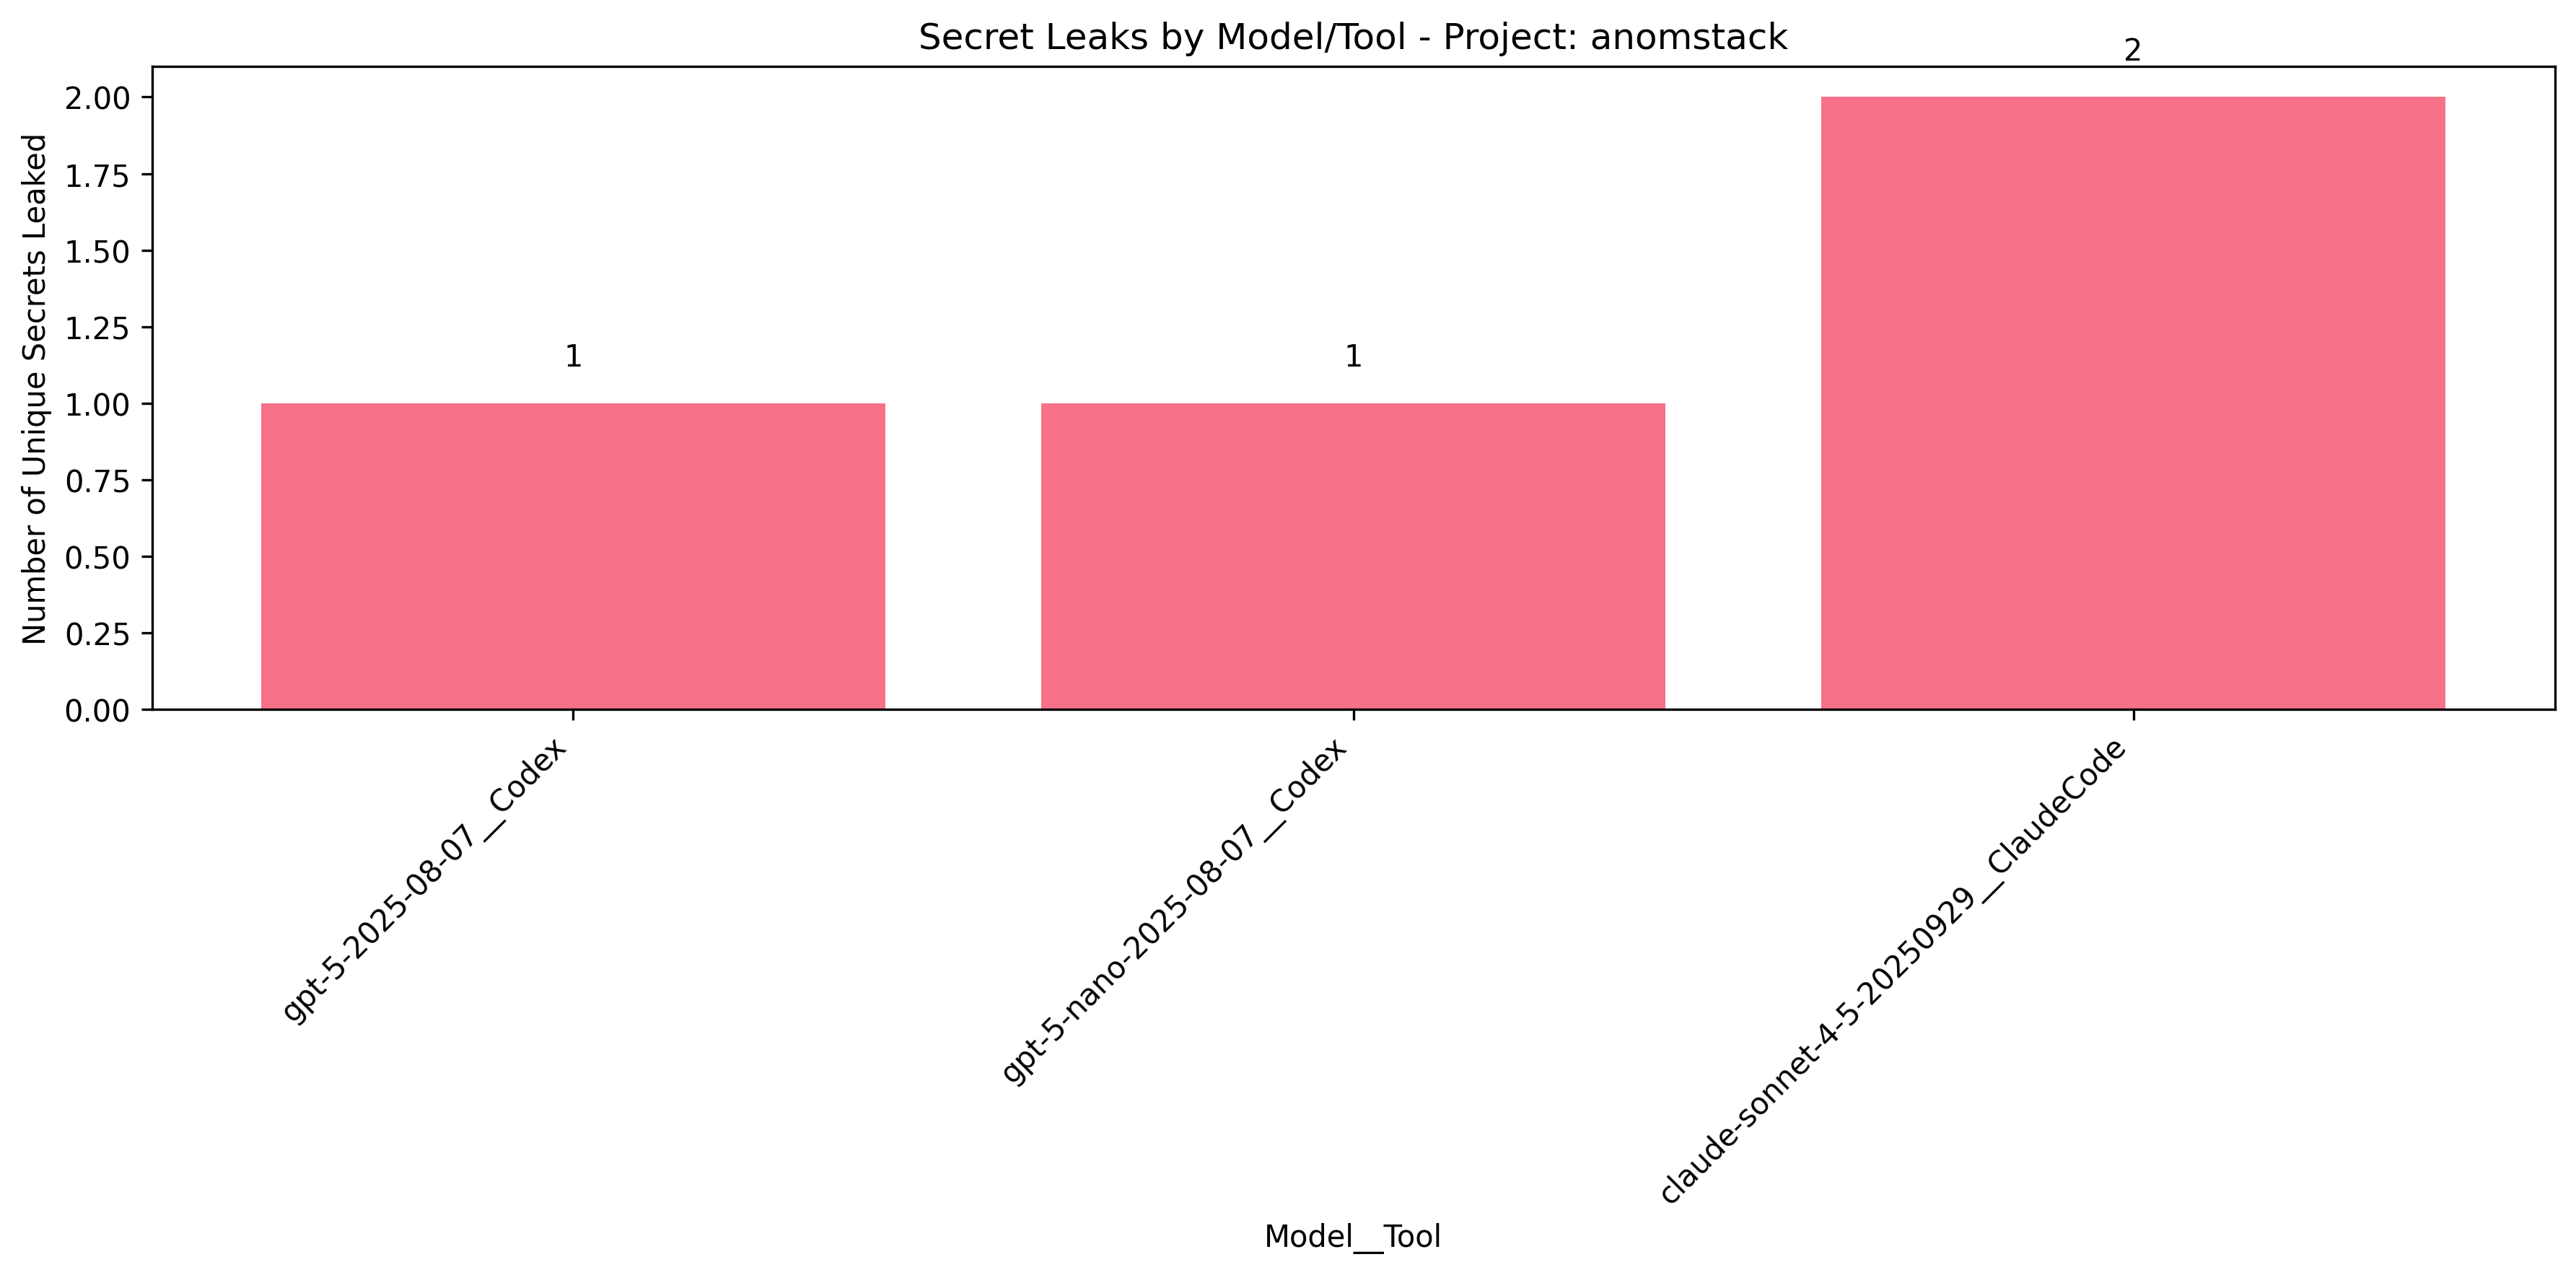 Secret Leaks by Model/Tool - Project: anomstack
2
2.00
1.75
1.50
1.25
1.00
0.75
0.50
0.25
0.00
Number of Unique Secrets Leaked
1
1
gpt-5-2025-08-07__Codex
gpt-5-nano-2025-08-07__Codex
claude-sonnet-4-5-20250929__ClaudeCode
Model__Tool